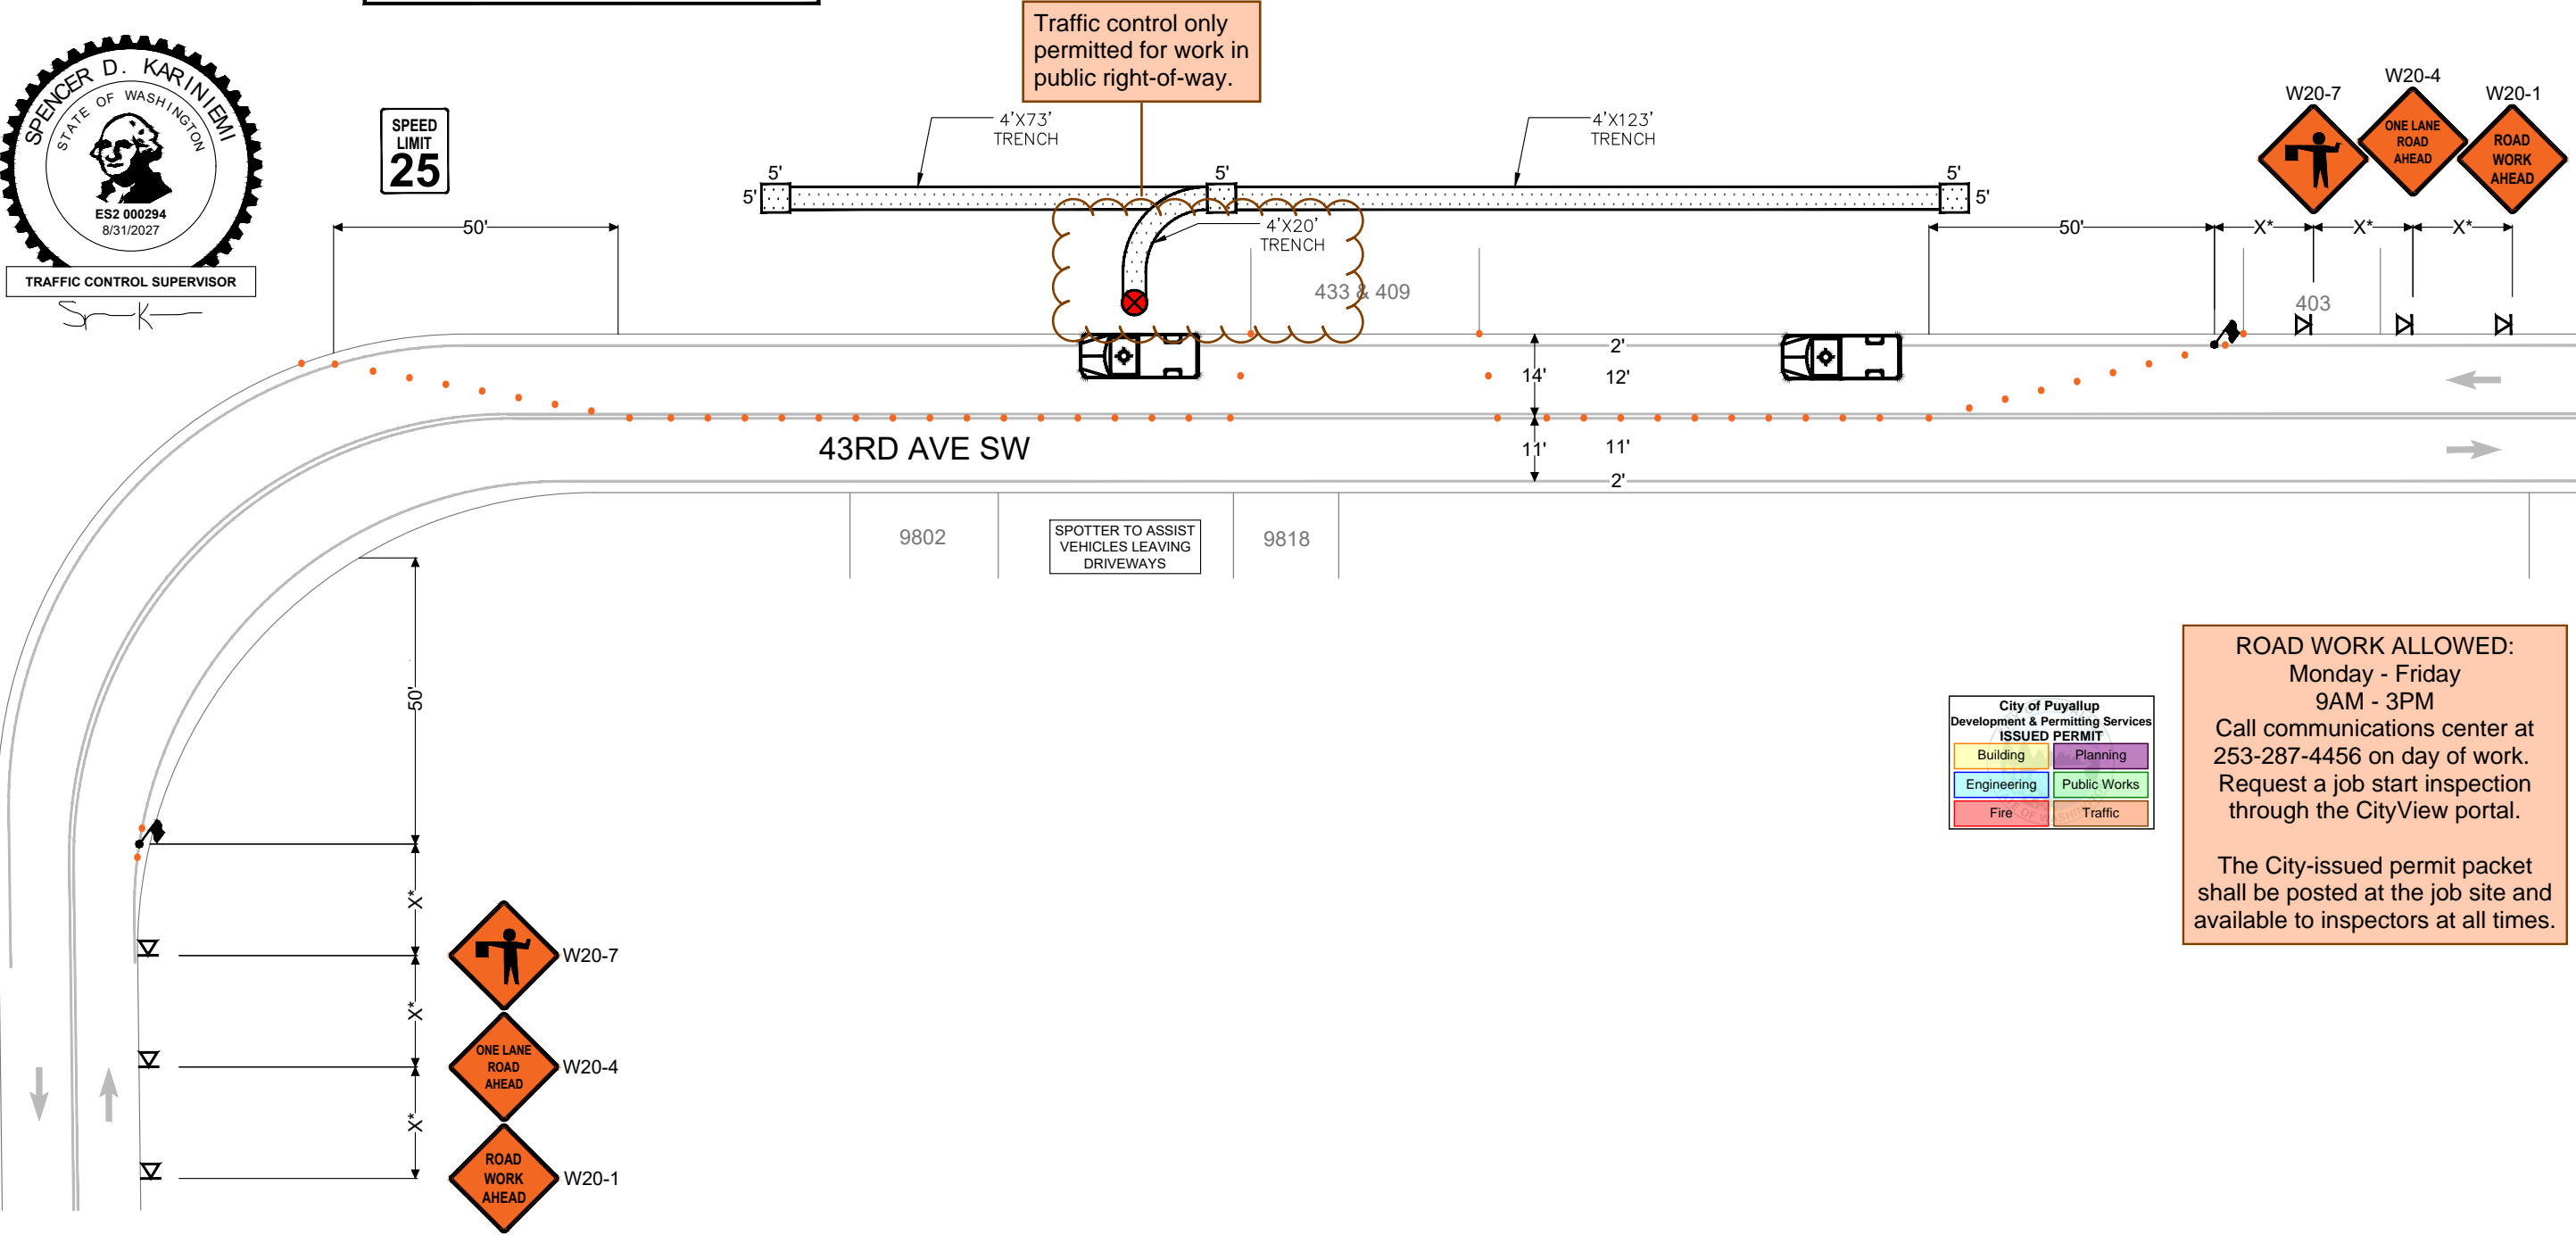 Traffic control only
permitted for work in
public right-of-way.
SPENCER D. KARINIEMI
STATE OF WASHINGTON
ES2 000294
8/31/2027
TRAFFIC CONTROL SUPERVISOR
SPEED
LIMIT
25
4'X73'
TRENCH
4'X123'
TRENCH
5'
5'
5'
5'
5'
4'X20'
TRENCH
W20-7
W20-4
W20-1
ONE LANE
ROAD
AHEAD
ROAD
WORK
AHEAD
50'
50'
X*
X*
X*
433 & 409
403
2'
14'
12'
43RD AVE SW
11'
11'
2'
9802
SPOTTER TO ASSIST
VEHICLES LEAVING
DRIVEWAYS
9818
50'
X*
X*
X*
W20-7
ONE LANE
ROAD
AHEAD
W20-4
ROAD
WORK
AHEAD
W20-1
City of Puyallup
Development & Permitting Services
ISSUED PERMIT
Building
Planning
Engineering
Public Works
Fire
Traffic
ROAD WORK ALLOWED:
Monday - Friday
9AM - 3PM
Call communications center at
253-287-4456 on day of work.
Request a job start inspection
through the CityView portal.
The City-issued permit packet
shall be posted at the job site and
available to inspectors at all times.